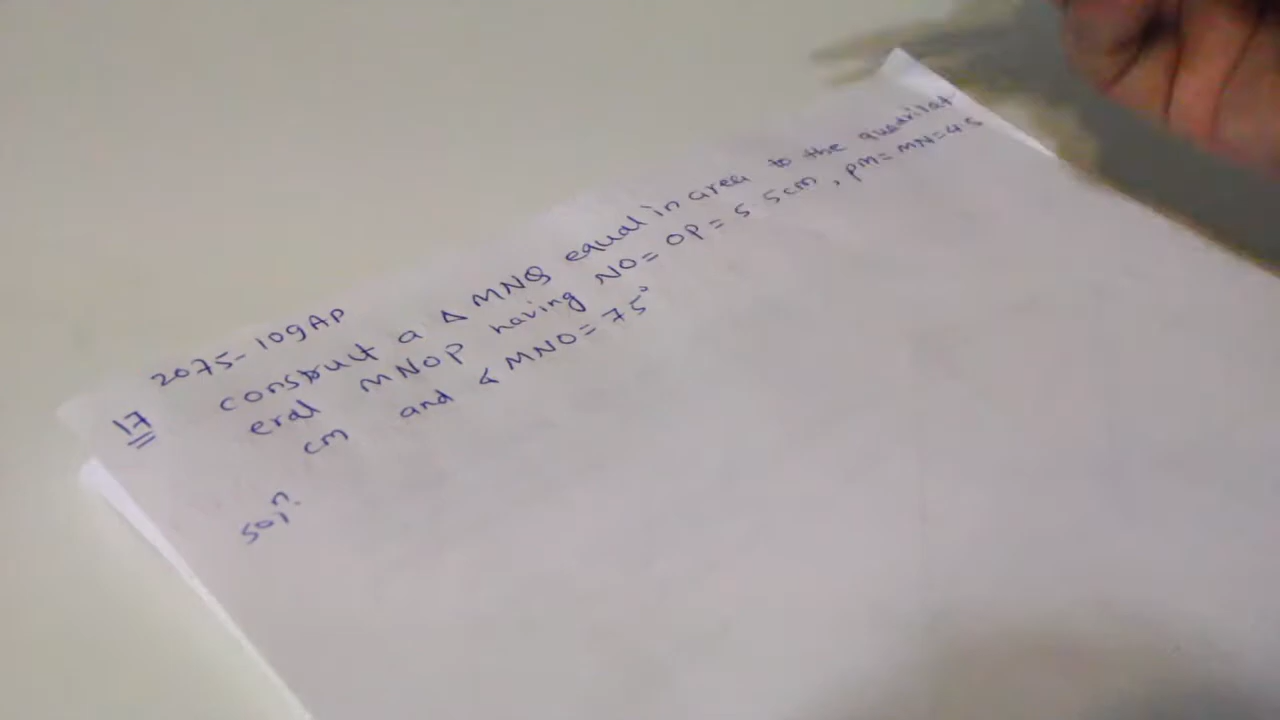 2075-109AP
17 construct a Δ MNQ equal in area to the quadrilat
eral MNOP having NO= OP= 5.5cm, PM= MN=4.5
cm and ∡ MNO= 75°
Solⁿ.